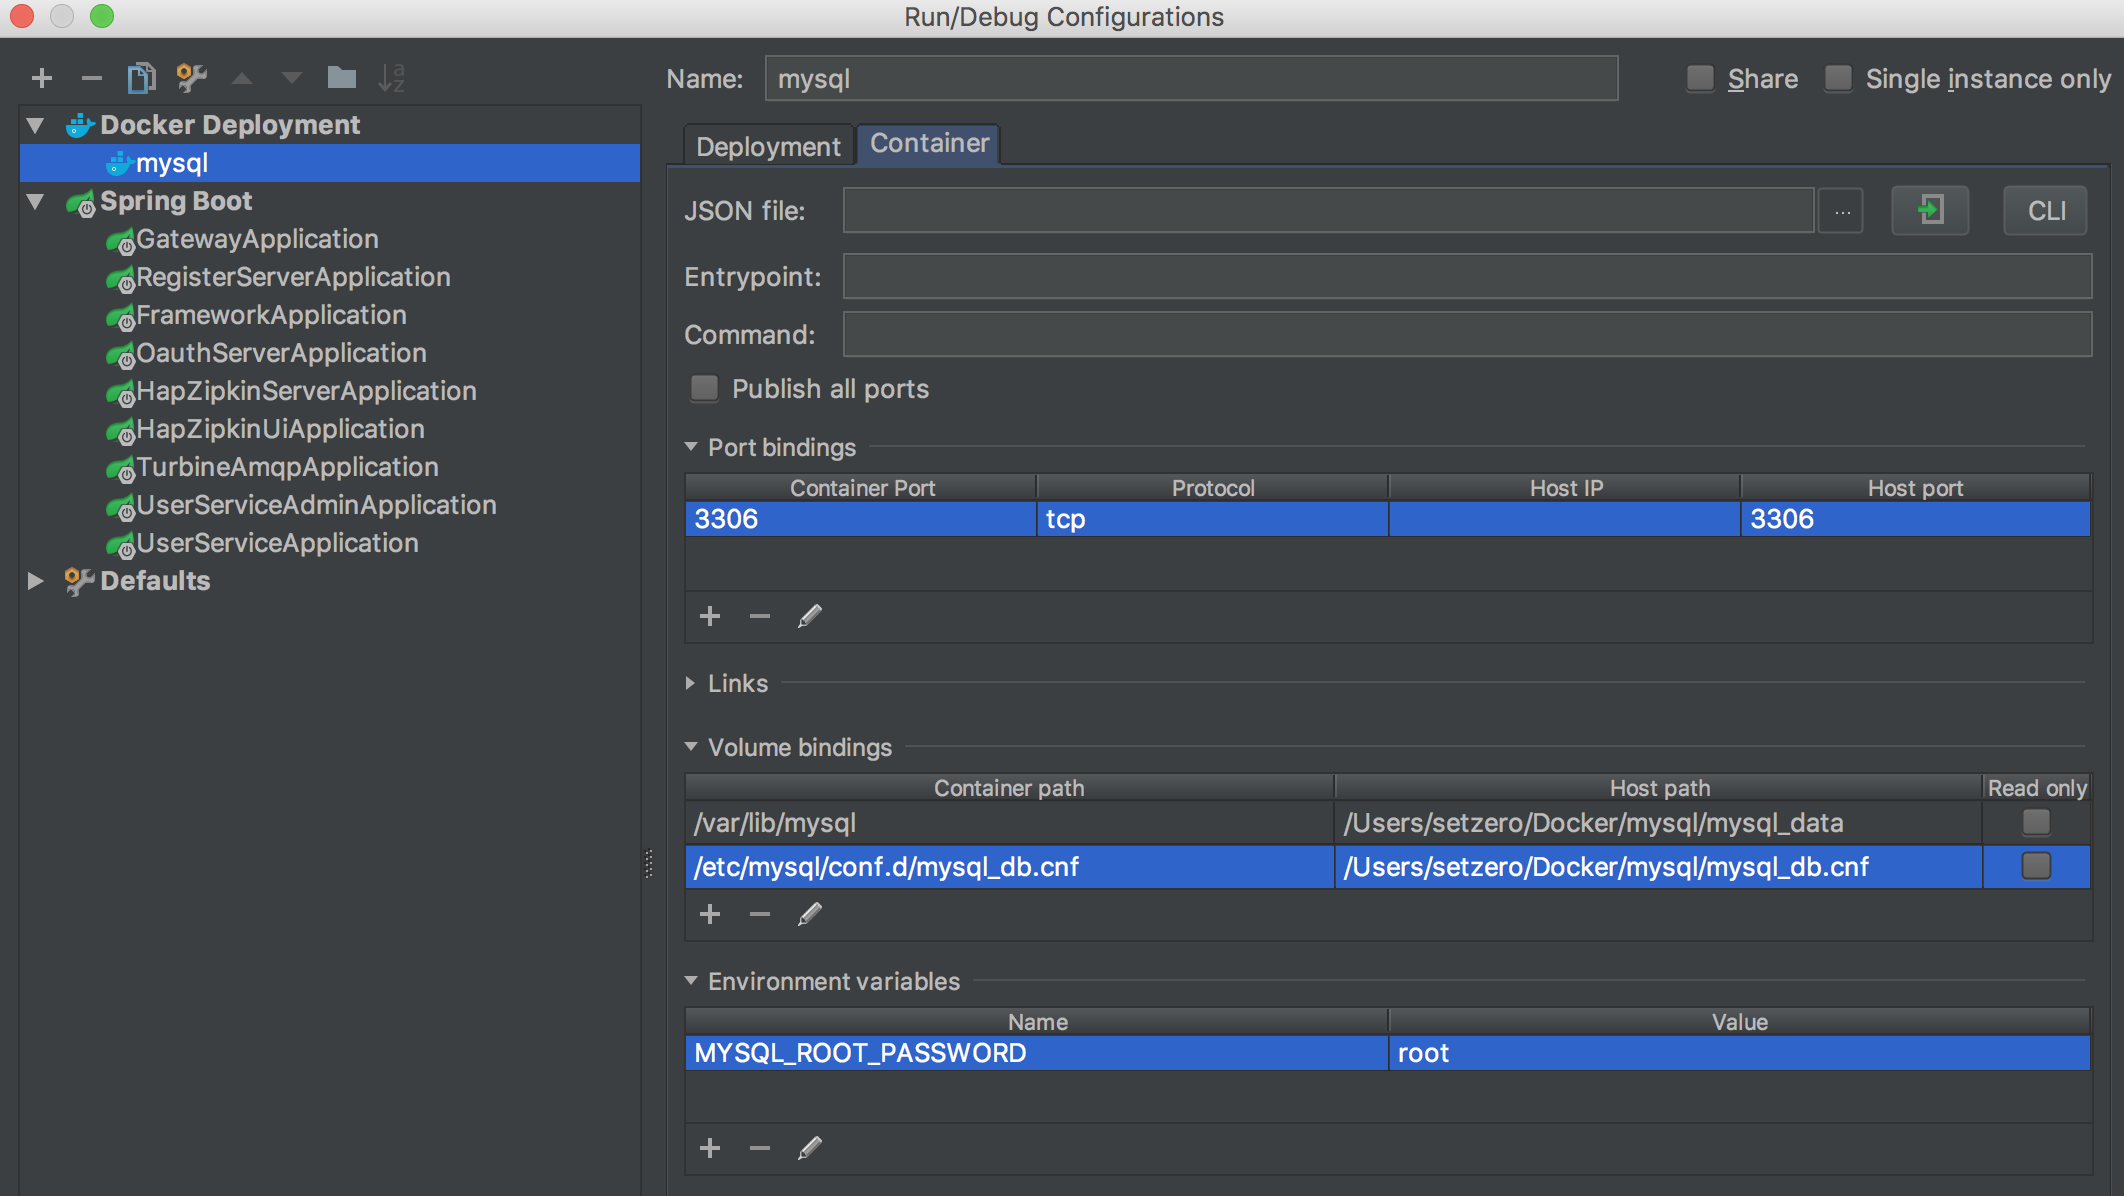 Run/Debug Configurations
Name: mysql Share Single instance only
Docker Deployment
mysql
Spring Boot
GatewayApplication
RegisterServerApplication
FrameworkApplication
OauthServerApplication
HapZipkinServerApplication
HapZipkinUiApplication
TurbineAmqpApplication
UserServiceAdminApplication
UserServiceApplication
Defaults
Deployment Container
JSON file: ... CLI
Entrypoint:
Command:
Publish all ports
Port bindings
Container Port Protocol Host IP Host port
3306 tcp 3306
Links
Volume bindings
Container path Host path Read only
/var/lib/mysql /Users/setzero/Docker/mysql/mysql_data
/etc/mysql/conf.d/mysql_db.cnf /Users/setzero/Docker/mysql/mysql_db.cnf
Environment variables
Name Value
MYSQL_ROOT_PASSWORD root